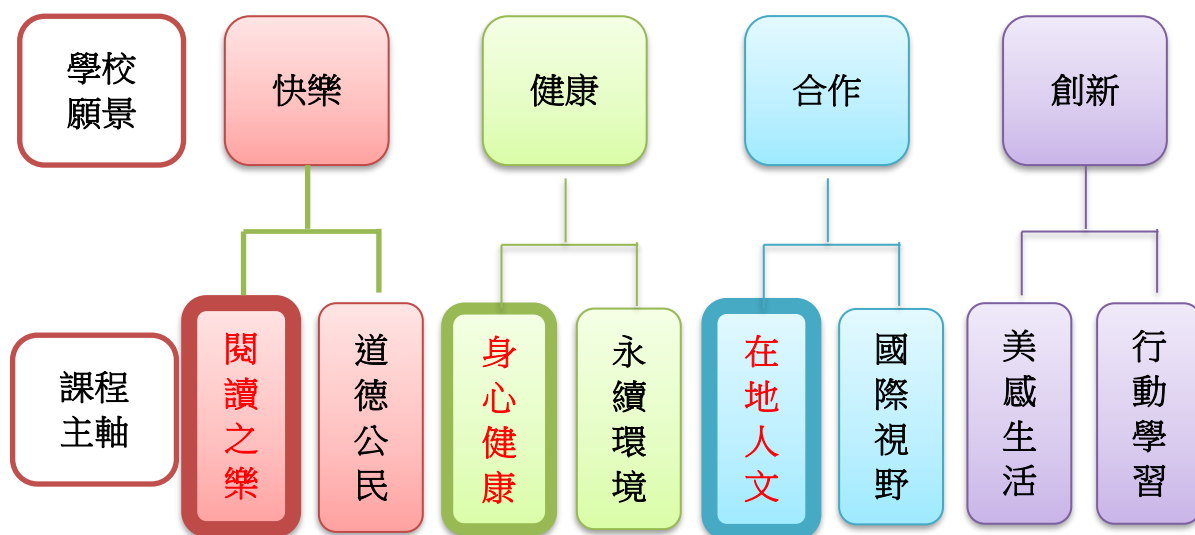 學校
願景
快樂
健康
合作
創新
課程
主軸
閱讀之樂
道德公民
身心健康
永續環境
在地人文
國際視野
美感生活
行動學習